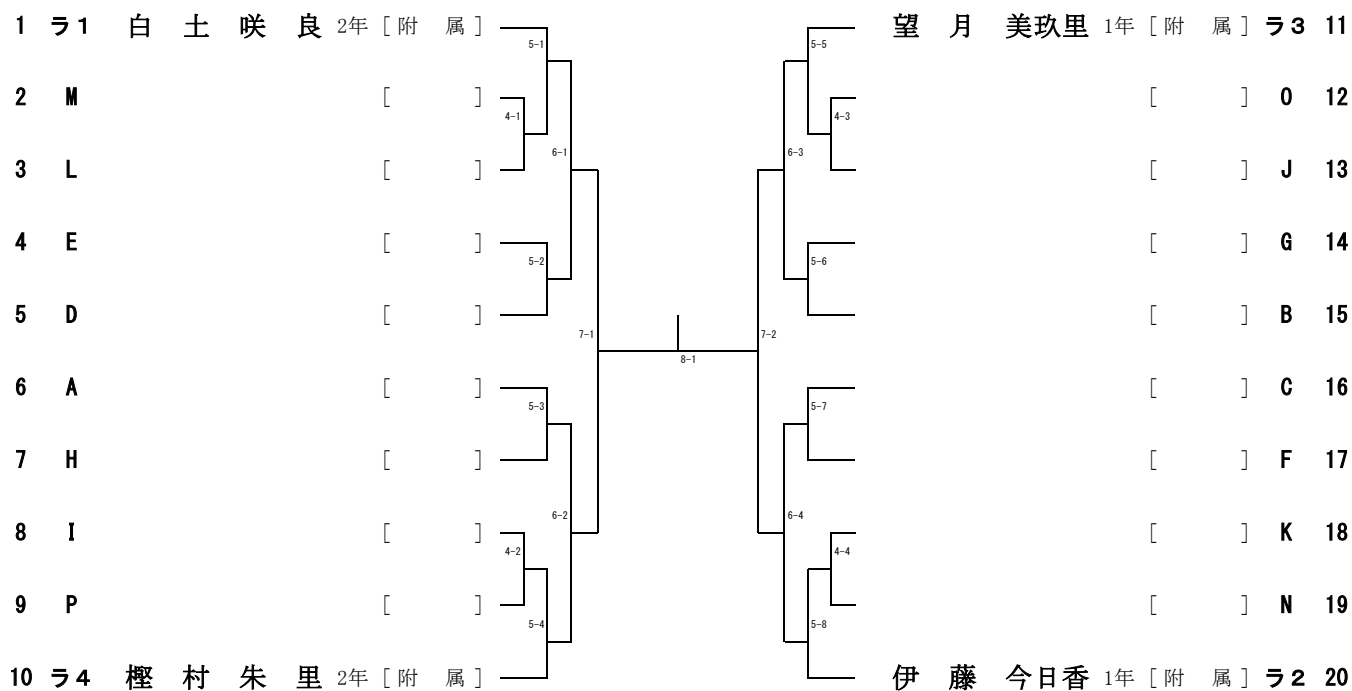 1 ラ1 白 土 咲 良 2年 [ 附 属 ]
5-1
2 M [ ]
4-1
6-1
3 L [ ]
4 E [ ]
5-2
5 D [ ]
7-1
6 A [ ]
5-3
7 H [ ]
6-2
8 I [ ]
4-2
9 P [ ]
5-4
10 ラ4 樫 村 朱 里 2年 [ 附 属 ]
8-1
望 月 美玖里 1年 [ 附 属 ] ラ3 11
5-5
[ ] O 12
4-3
6-3
[ ] J 13
[ ] G 14
5-6
[ ] B 15
7-2
[ ] C 16
5-7
[ ] F 17
6-4
[ ] K 18
4-4
[ ] N 19
5-8
伊 藤 今日香 1年 [ 附 属 ] ラ2 20